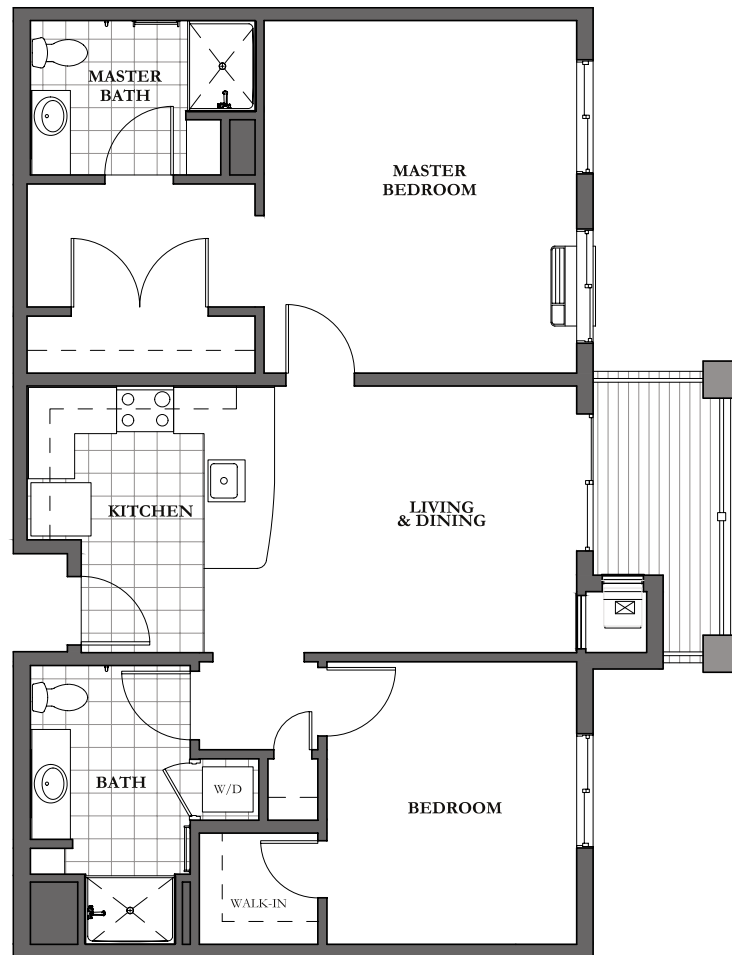 MASTER
BATH
MASTER
BEDROOM
KITCHEN
LIVING
& DINING
BATH
W/D
BEDROOM
WALK-IN